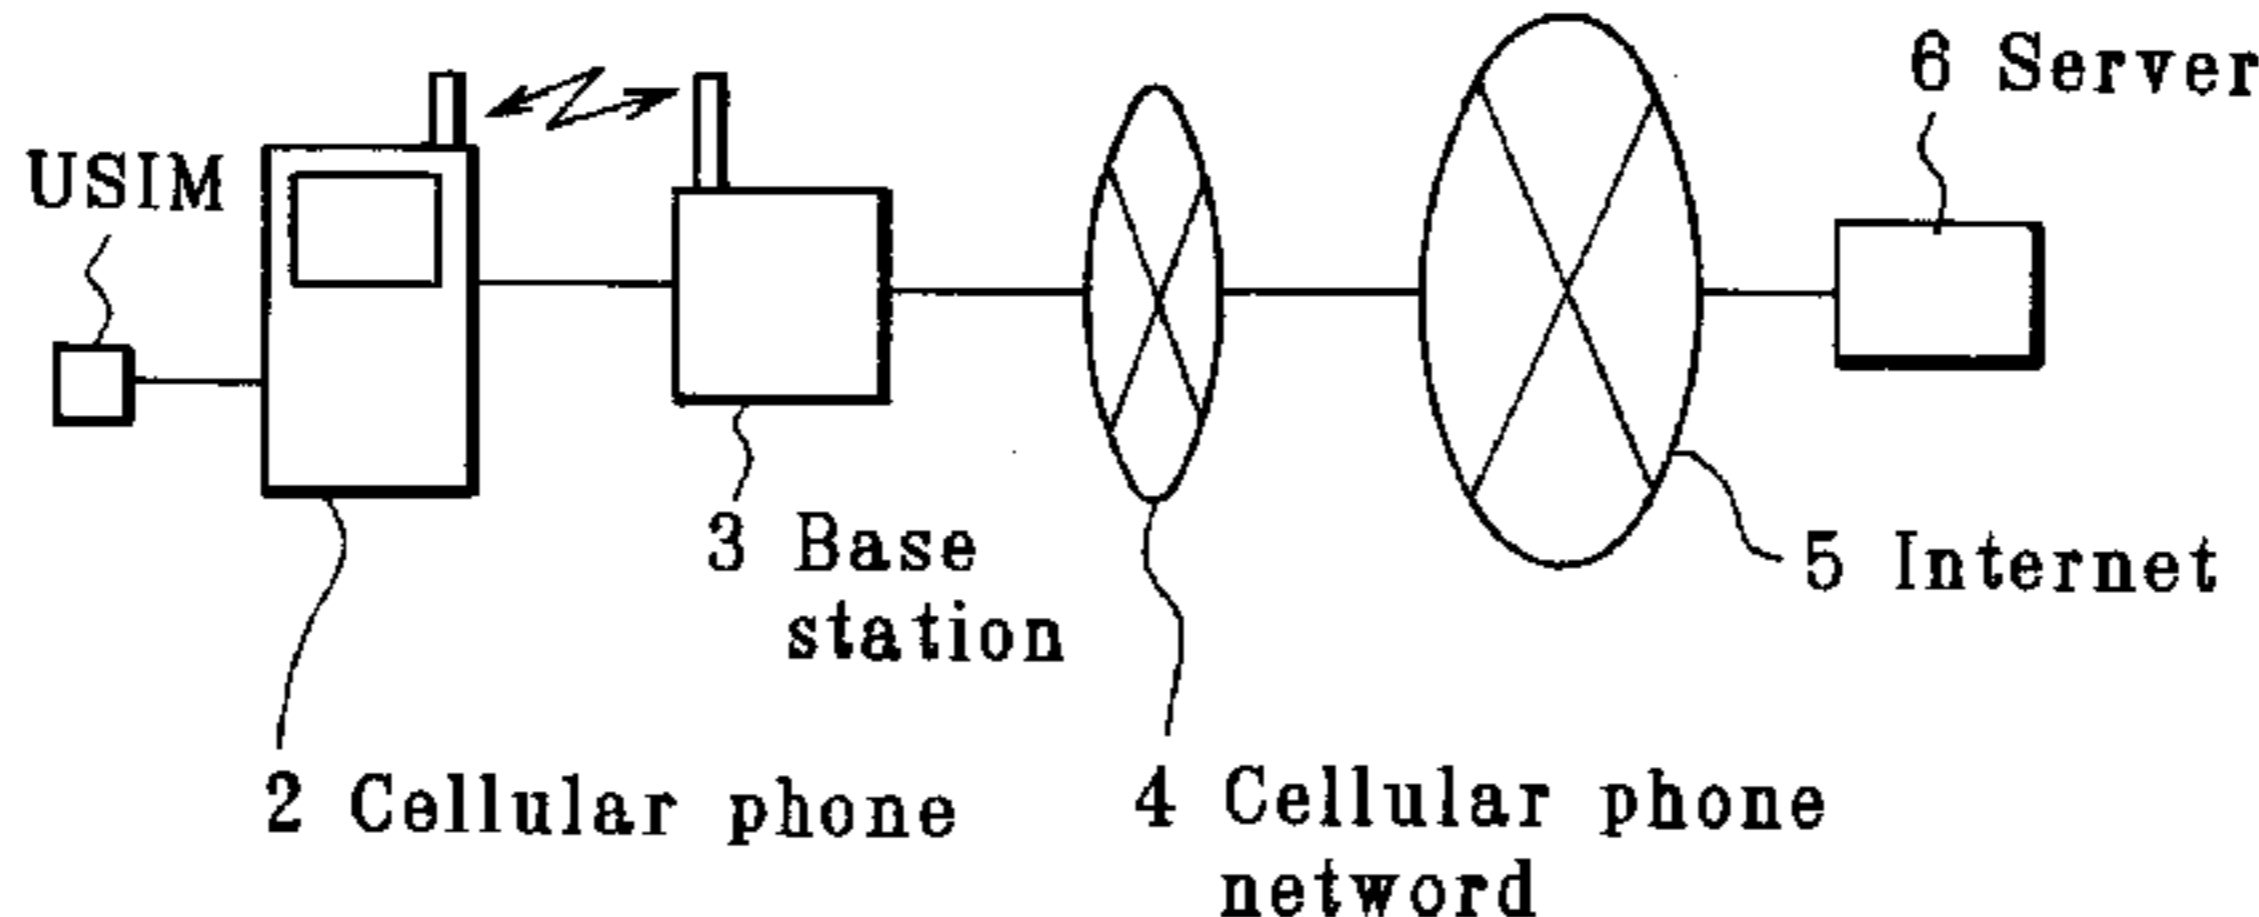 6 Server
USIM
3 Base
station
5 Internet
2 Cellular phone
4 Cellular phone
netword